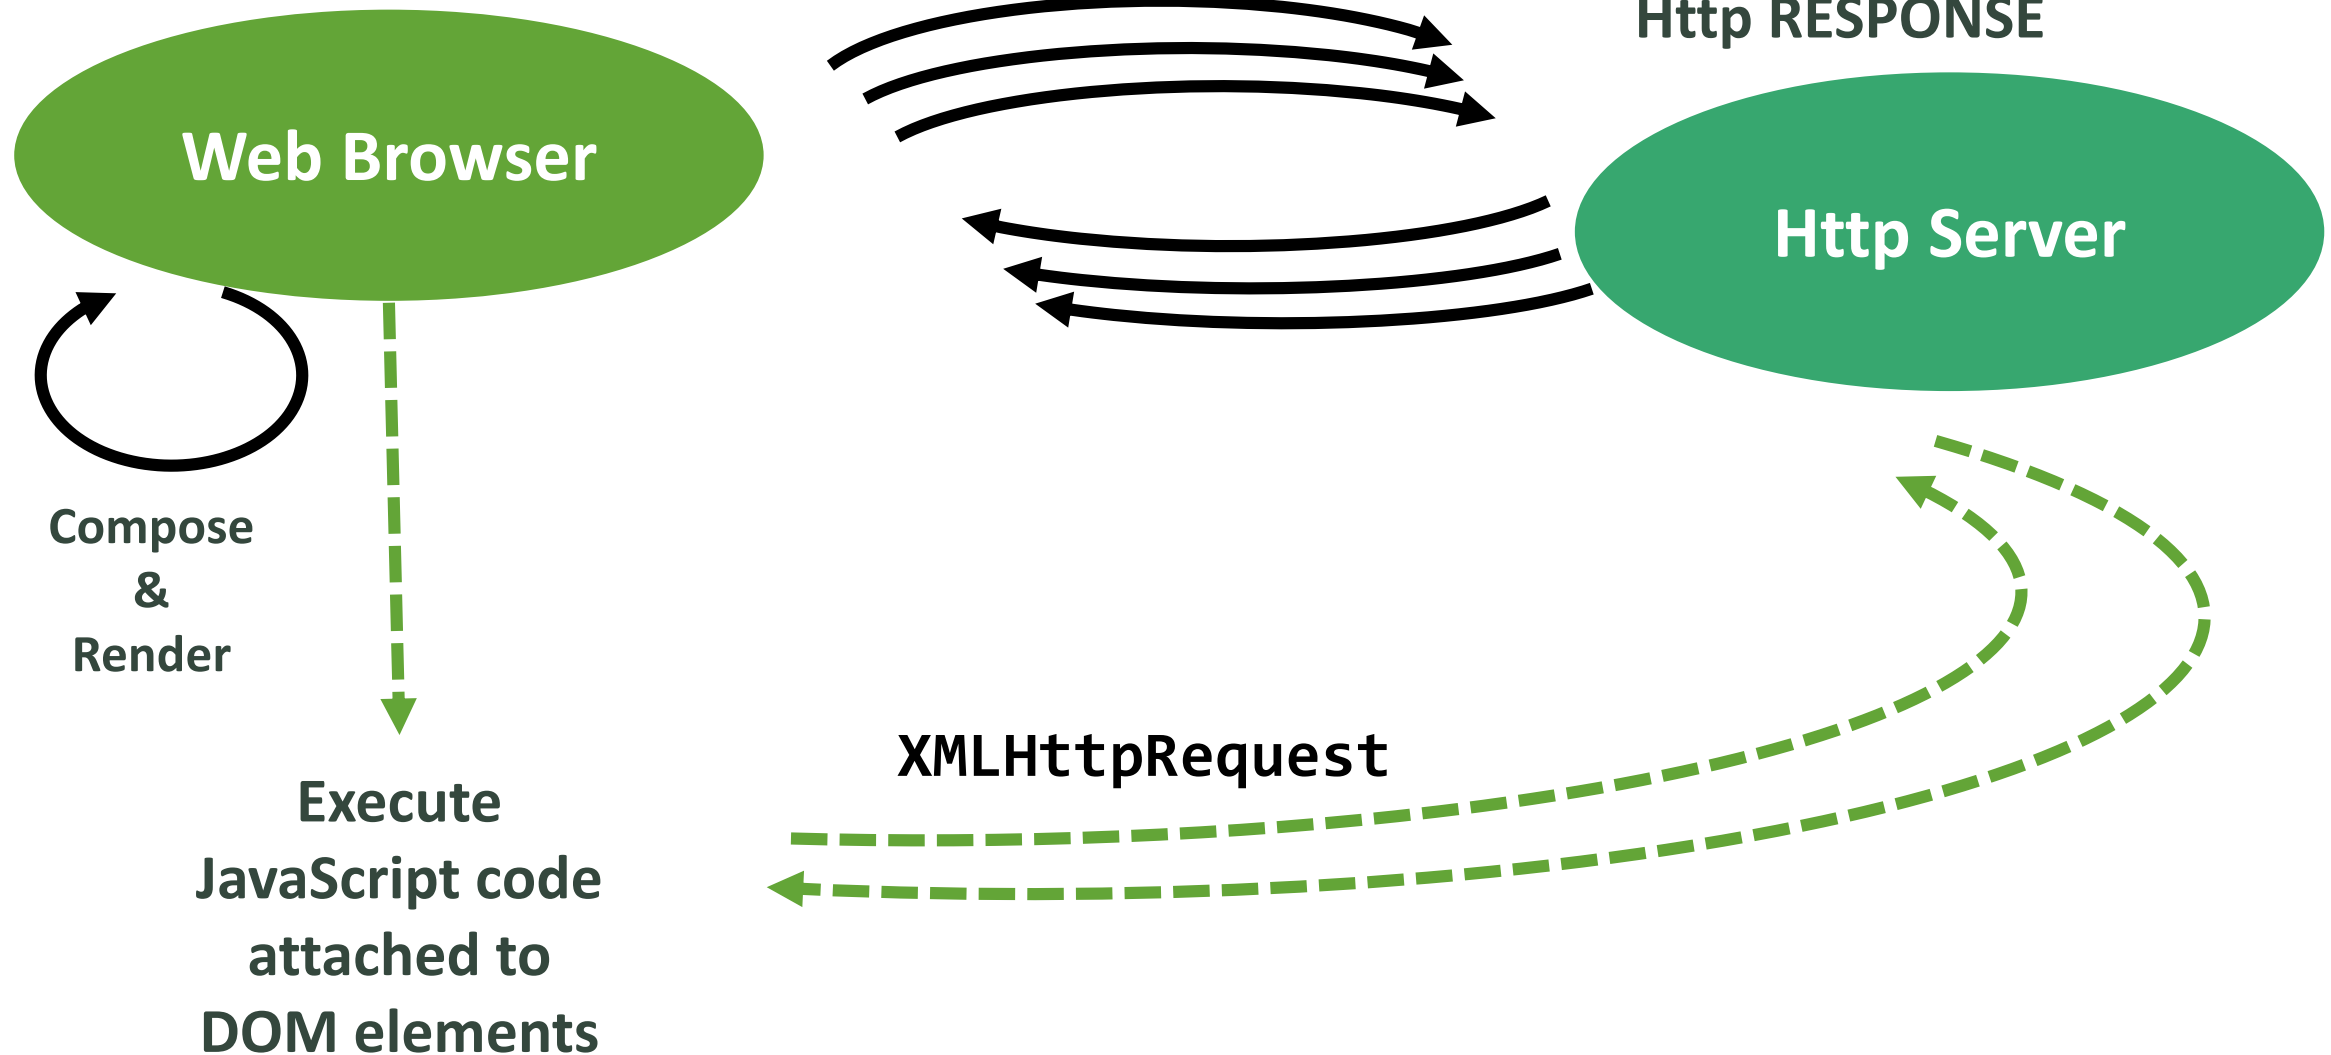 Http RESPONSE
Web Browser
Http Server
Compose
&
Render
XMLHttpRequest
Execute
JavaScript code
attached to
DOM elements